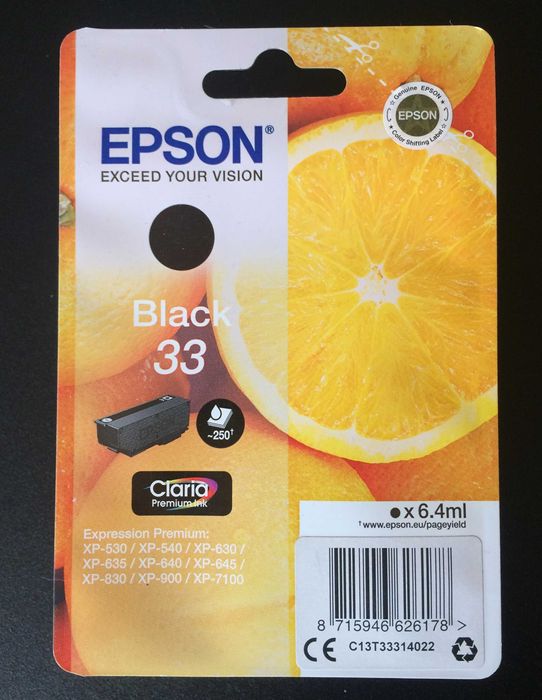 EPSON®
EXCEED YOUR VISION
Genuine EPSON
EPSON
Color Shifting Label
Black
33
~250†
Claria
Premium Ink
● x 6.4ml
†www.epson.eu/pageyield
Expression Premium:
XP-530 / XP-540 / XP-630 /
XP-635 / XP-640 / XP-645 /
XP-830 / XP-900 / XP-7100
8 715946 626178 >
CE C13T33314022